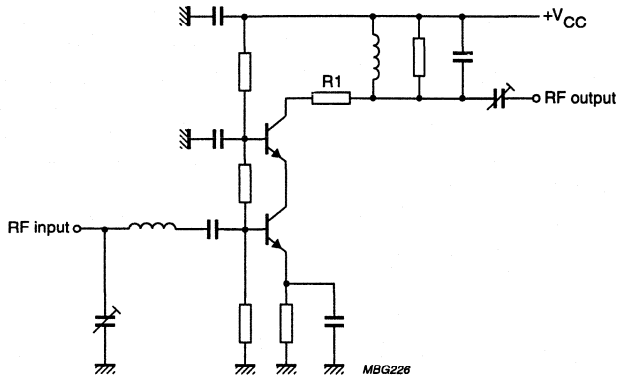 +VCC
R1
RF output
RF input
MBG226